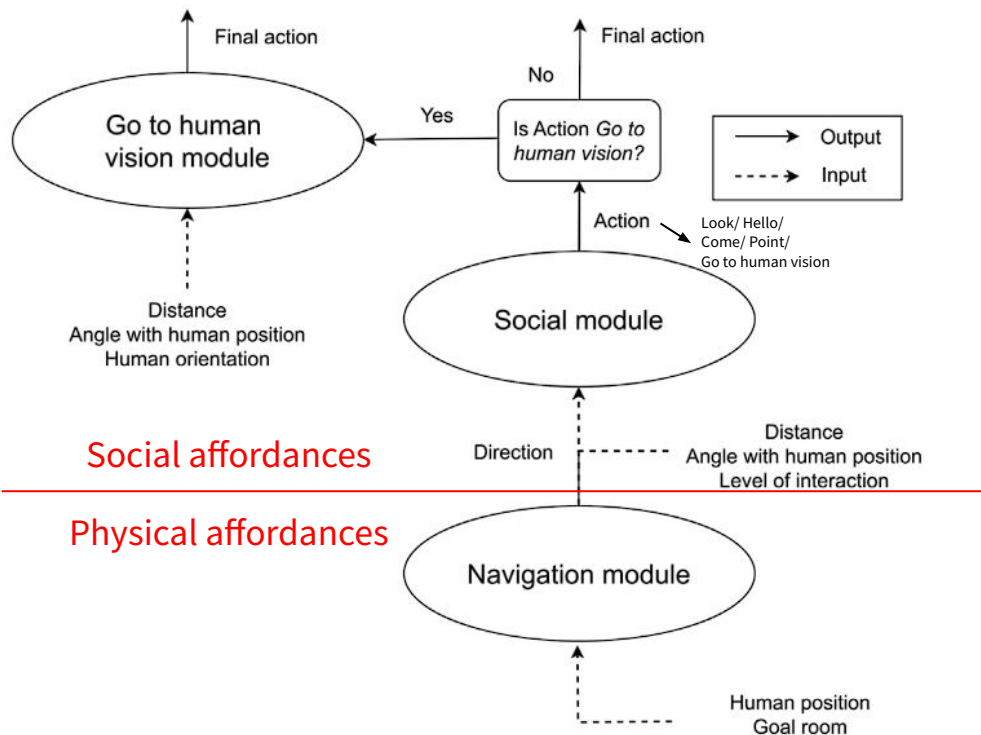 Final action
Final action
No
Go to human
vision module
Yes
Is Action Go to
human vision?
Output
Input
Action
Look/ Hello/
Come/ Point/
Go to human vision
Distance
Angle with human position
Human orientation
Social module
Social affordances
Direction
Distance
Angle with human position
Level of interaction
Physical affordances
Navigation module
Human position
Goal room